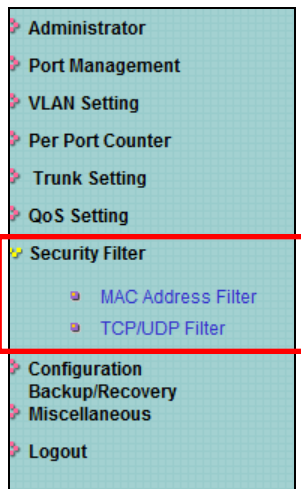 Administrator
Port Management
VLAN Setting
Per Port Counter
Trunk Setting
QoS Setting
Security Filter
MAC Address Filter
TCP/UDP Filter
Configuration
Backup/Recovery
Miscellaneous
Logout